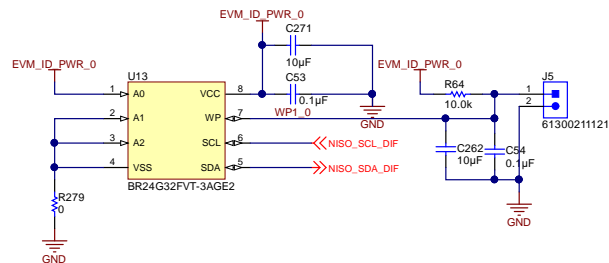 EVM_ID_PWR_0
C271
10µF
EVM_ID_PWR_0
U13
EVM_ID_PWR_0
1 A0 VCC 8
C53
0.1µF
R64
10.0k
J5
1
2
2 A1 WP 7 WP1_0
GND
61300211121
3 A2 SCL 6 NISO_SCL_DIF
C262
10µF
C54
0.1µF
4 VSS SDA 5 NISO_SDA_DIF
BR24G32FVT-3AGE2
R279
0
GND
GND